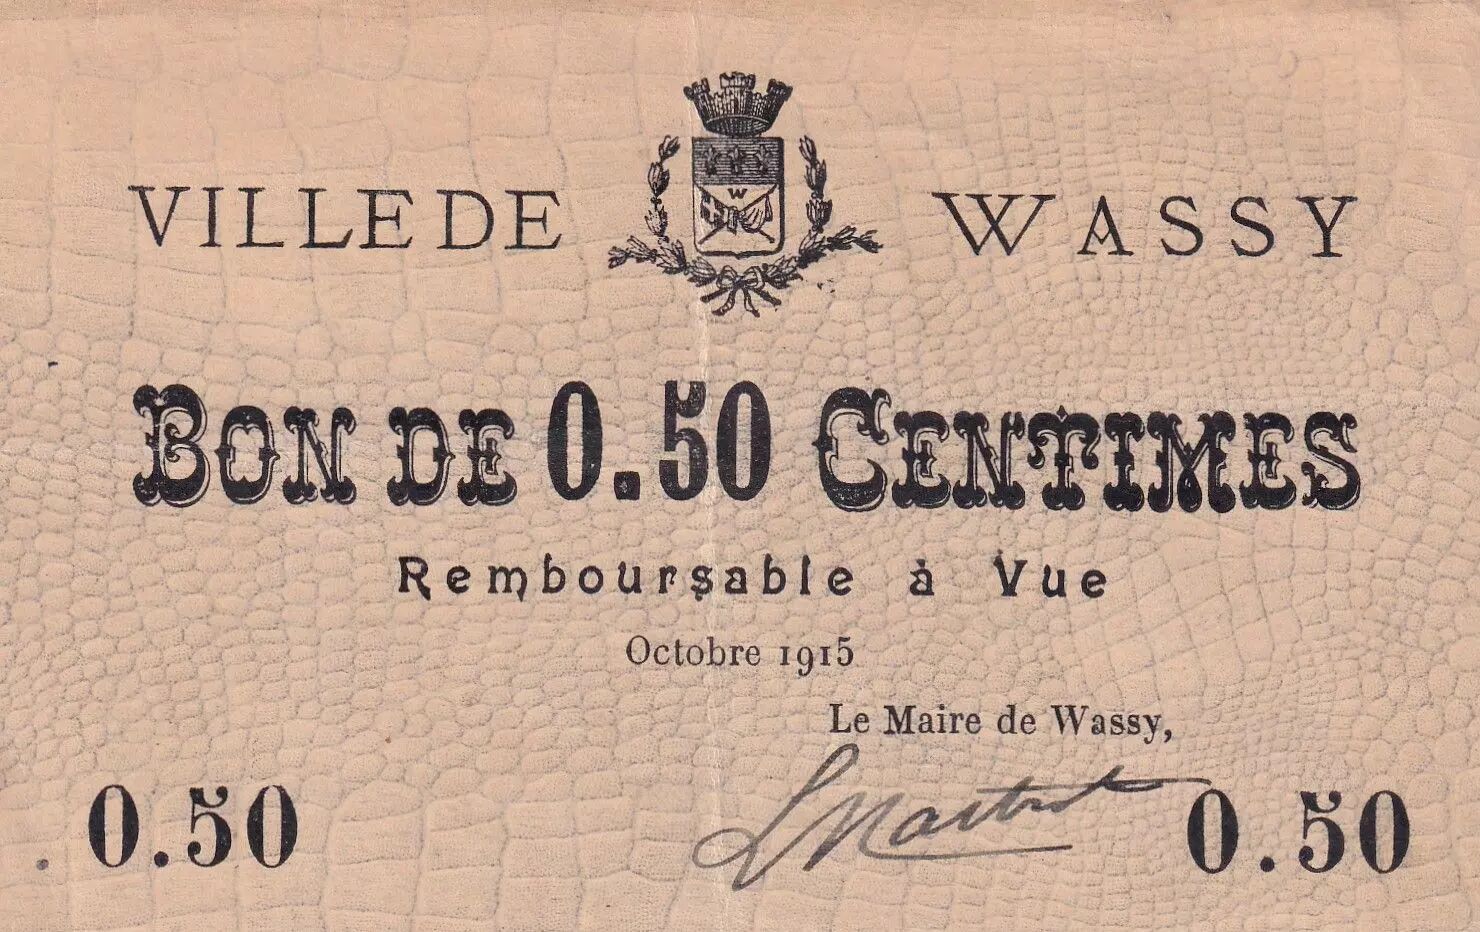 VILLE DE WASSY
W
BON DE 0.50 CENTIMES
Remboursable à Vue
Octobre 1915
Le Maire de Wassy,
0.50 0.50